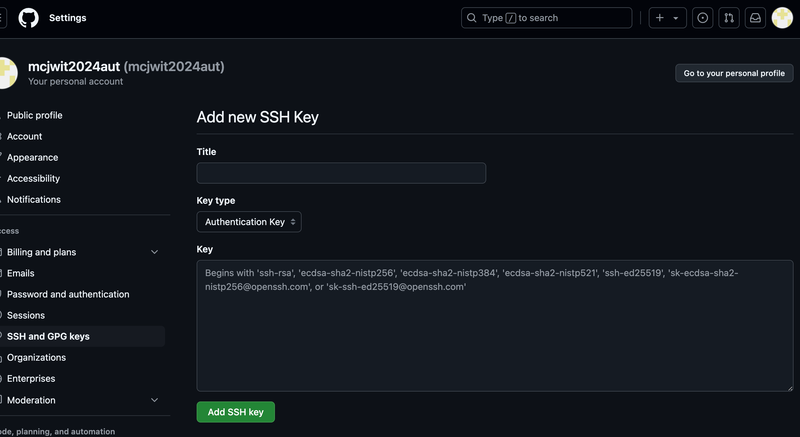 Settings
Type / to search
mcjwit2024aut (mcjwit2024aut)
Your personal account
Go to your personal profile
Public profile
Account
Appearance
Accessibility
Notifications
Billing and plans
Emails
Password and authentication
Sessions
SSH and GPG keys
Organizations
Enterprises
Moderation
planning, and automation
Add new SSH Key
Title
Key type
Authentication Key
Key
Begins with 'ssh-rsa', 'ecdsa-sha2-nistp256', 'ecdsa-sha2-nistp384', 'ecdsa-sha2-nistp521', 'ssh-ed25519', 'sk-ecdsa-sha2-
nistp256@openssh.com', or 'sk-ssh-ed25519@openssh.com'
Add SSH key